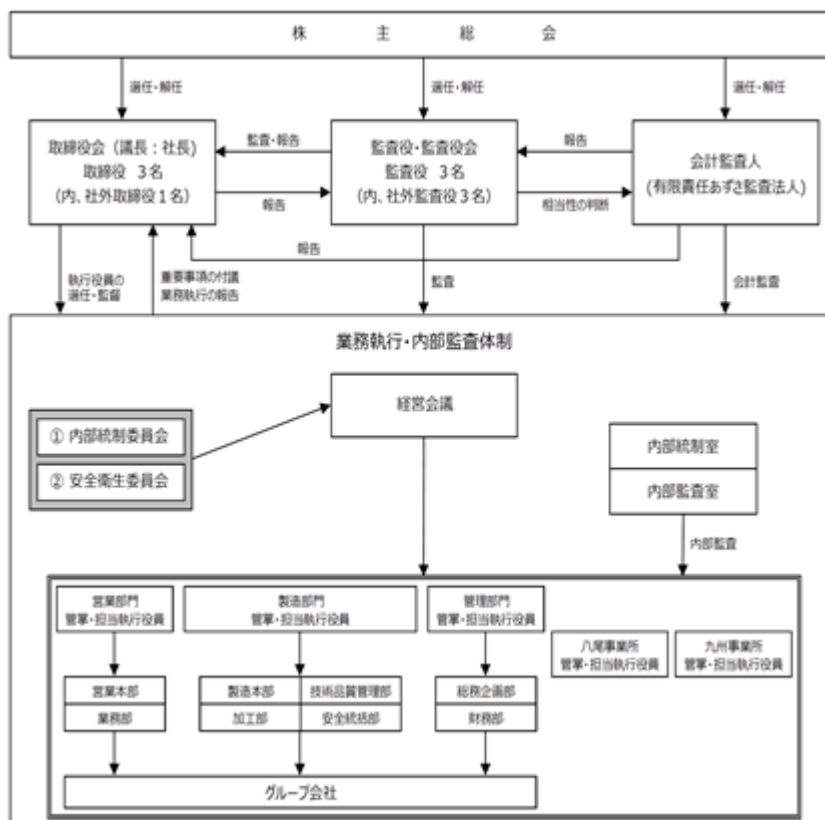 株主総会
選任・解任
選任・解任
選任・解任
取締役会（議長：社長）
取締役 3名
（内、社外取締役1名）
監査・報告
報告
監査役・監査役会
監査役 3名
（内、社外監査役3名）
報告
相当性の判断
会計監査人
(有限責任あずさ監査法人)
報告
執行役員の
選任・監督
重要事項の付議
業務執行の報告
監査
会計監査
業務執行・内部監査体制
経営会議
① 内部統制委員会
② 安全衛生委員会
内部統制室
内部監査室
内部監査
営業部門
管掌・担当執行役員
製造部門
管掌・担当執行役員
管理部門
管掌・担当執行役員
八尾事業所
管掌・担当執行役員
九州事業所
管掌・担当執行役員
営業本部
業務部
製造本部
技術品質管理部
加工部
安全統括部
総務企画部
財務部
グループ会社